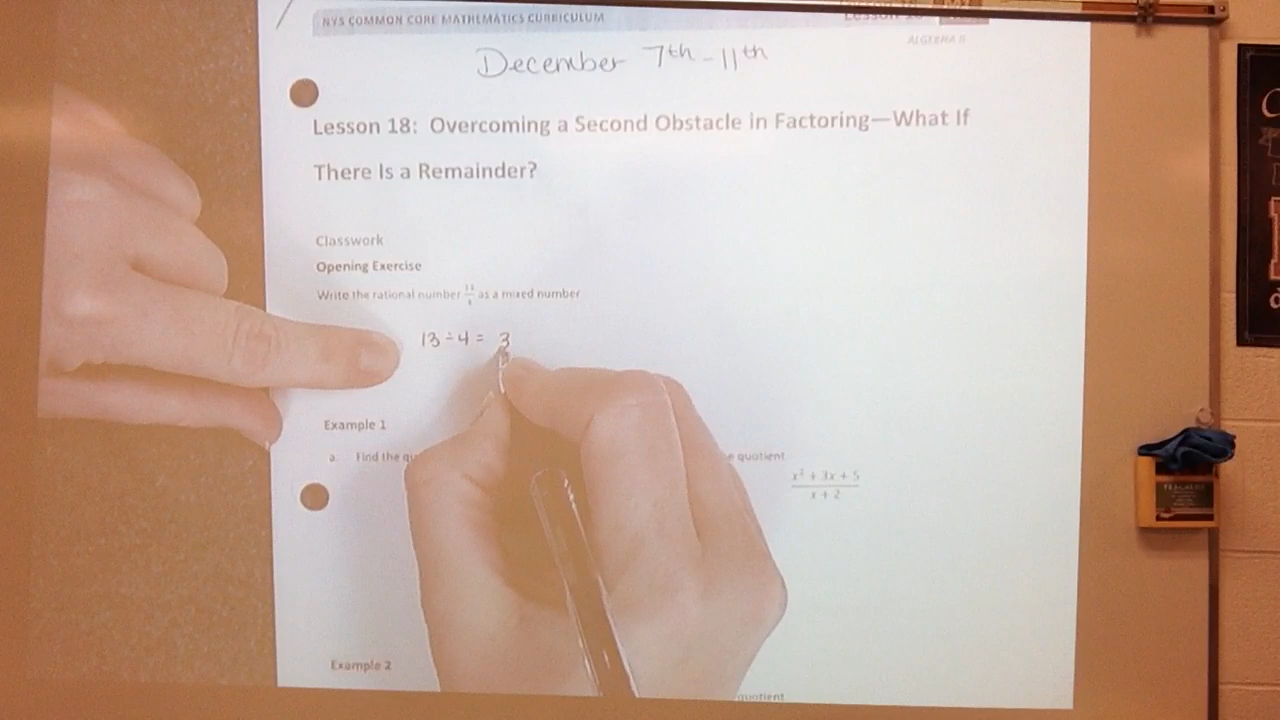 NYS COMMON CORE MATHEMATICS CURRICULUM
ALGEBRA II
December 7th - 11th
Lesson 18: Overcoming a Second Obstacle in Factoring—What If
There Is a Remainder?
Classwork
Opening Exercise
Write the rational number as a mixed number
13 ÷ 4 = 3
Example 1
a. Find the quotient
x² + 3x + 5
x + 2
Example 2
quotient